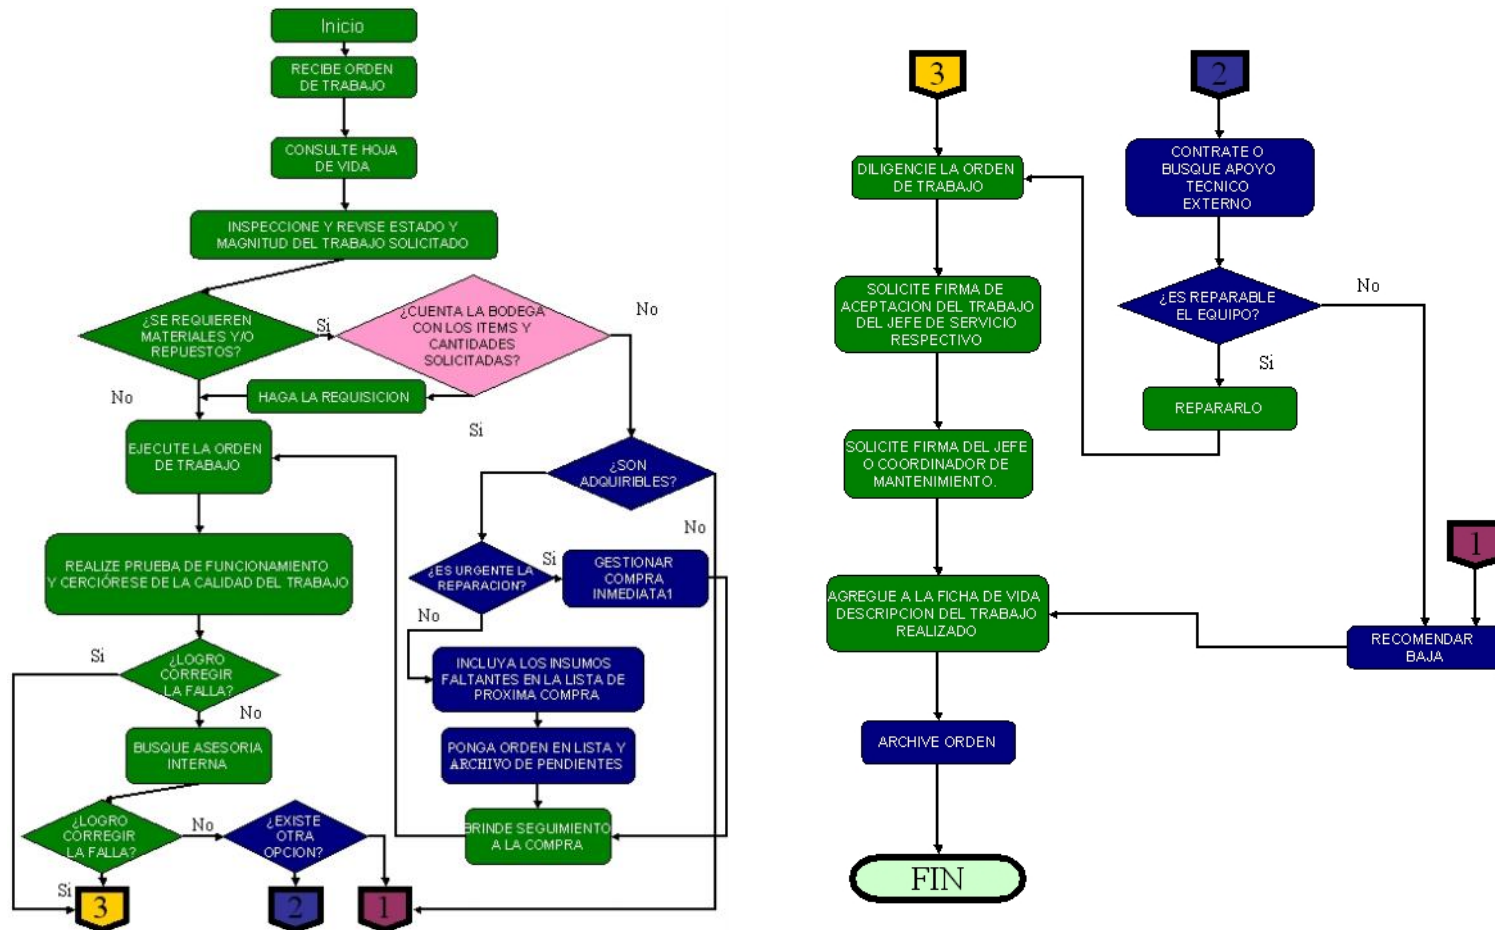 Inicio
RECIBE ORDEN
DE TRABAJO
CONSULTE HOJA
DE VIDA
INSPECCIONE Y REVISE ESTADO Y
MAGNITUD DEL TRABAJO SOLICITADO
¿SE REQUIEREN
MATERIALES Y/O
REPUESTOS?
Si
¿CUENTA LA BODEGA
CON LOS ITEMS Y
CANTIDADES
SOLICITADAS?
No
No
HAGA LA REQUISICION
Si
EJECUTE LA ORDEN
DE TRABAJO
¿SON
ADQUIRIBLES?
No
REALIZE PRUEBA DE FUNCIONAMIENTO
Y CERCIÓRESE DE LA CALIDAD DEL TRABAJO
¿ES URGENTE LA
REPARACION?
Si
GESTIONAR
COMPRA
INMEDIATA1
No
¿LOGRO
CORREGIR
LA FALLA?
Si
No
INCLUYA LOS INSUMOS
FALTANTES EN LA LISTA DE
PROXIMA COMPRA
BUSQUE ASESORIA
INTERNA
PONGA ORDEN EN LISTA Y
ARCHIVO DE PENDIENTES
BRINDE SEGUIMIENTO
A LA COMPRA
¿LOGRO
CORREGIR
LA FALLA?
No
¿EXISTE
OTRA
OPCION?
Si
3
2
1
3
2
DILIGENCIE LA ORDEN
DE TRABAJO
CONTRATE O
BUSQUE APOYO
TECNICO
EXTERNO
SOLICITE FIRMA DE
ACEPTACION DEL TRABAJO
DEL JEFE DE SERVICIO
RESPECTIVO
¿ES REPARABLE
EL EQUIPO?
No
Si
REPARARLO
SOLICITE FIRMA DEL JEFE
O COORDINADOR DE
MANTENIMIENTO.
1
AGREGUE A LA FICHA DE VIDA
DESCRIPCION DEL TRABAJO
REALIZADO
RECOMENDAR
BAJA
ARCHIVE ORDEN
FIN